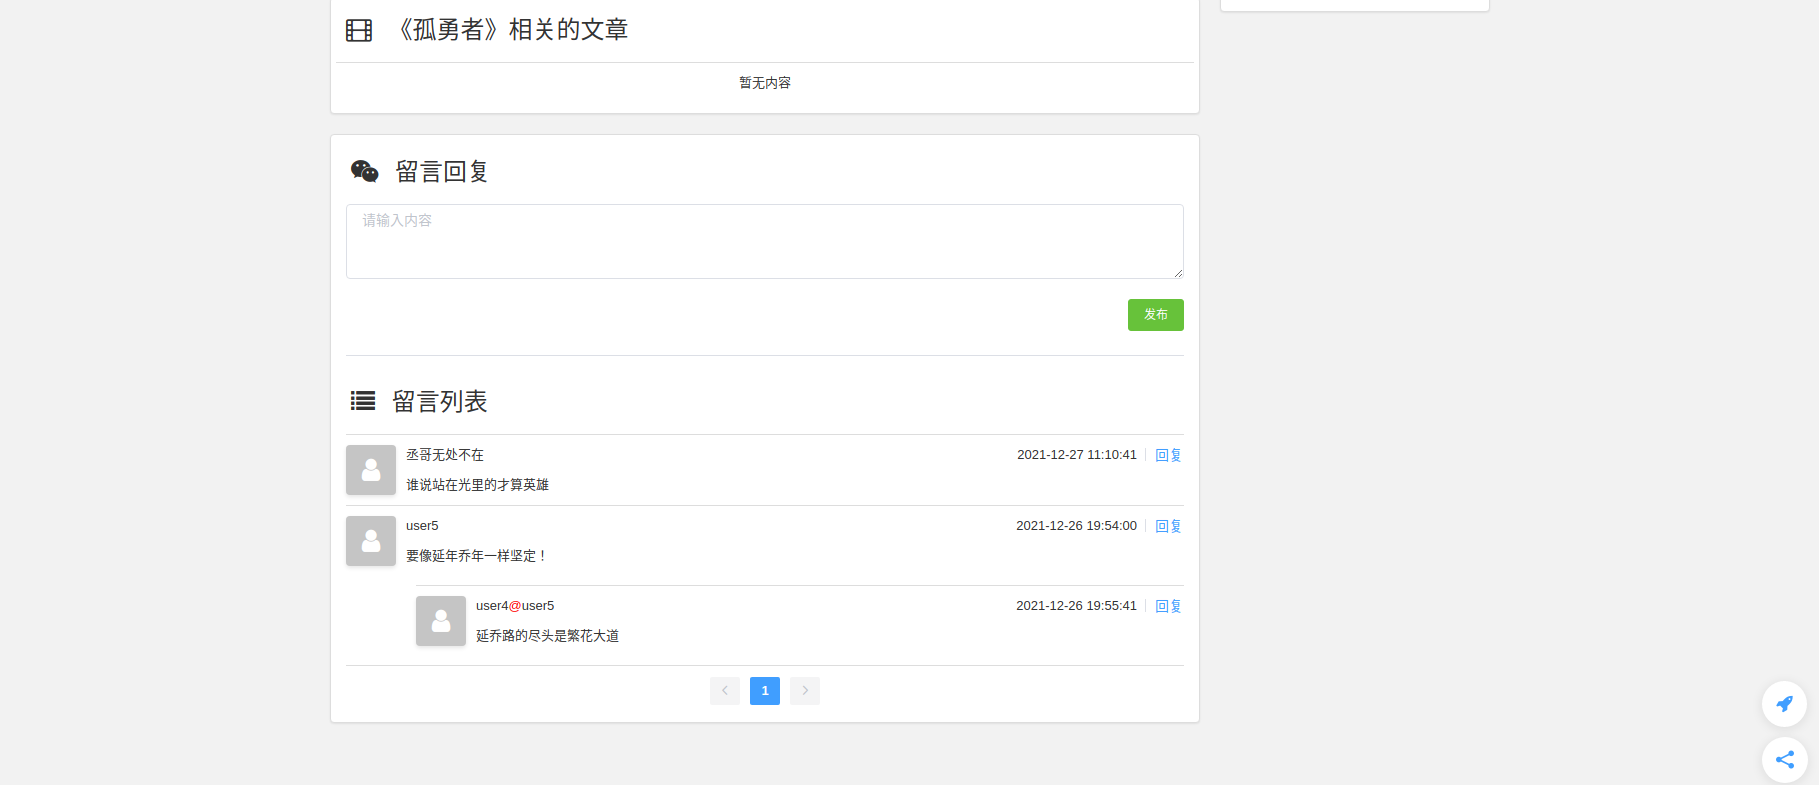 《孤勇者》相关的文章
暂无内容
留言回复
请输入内容
发布
留言列表
丞哥无处不在 2021-12-27 11:10:41 回复
谁说站在光里的才算英雄
user5 2021-12-26 19:54:00 回复
要像延年乔年一样坚定！
user4@user5 2021-12-26 19:55:41 回复
延乔路的尽头是繁花大道
1